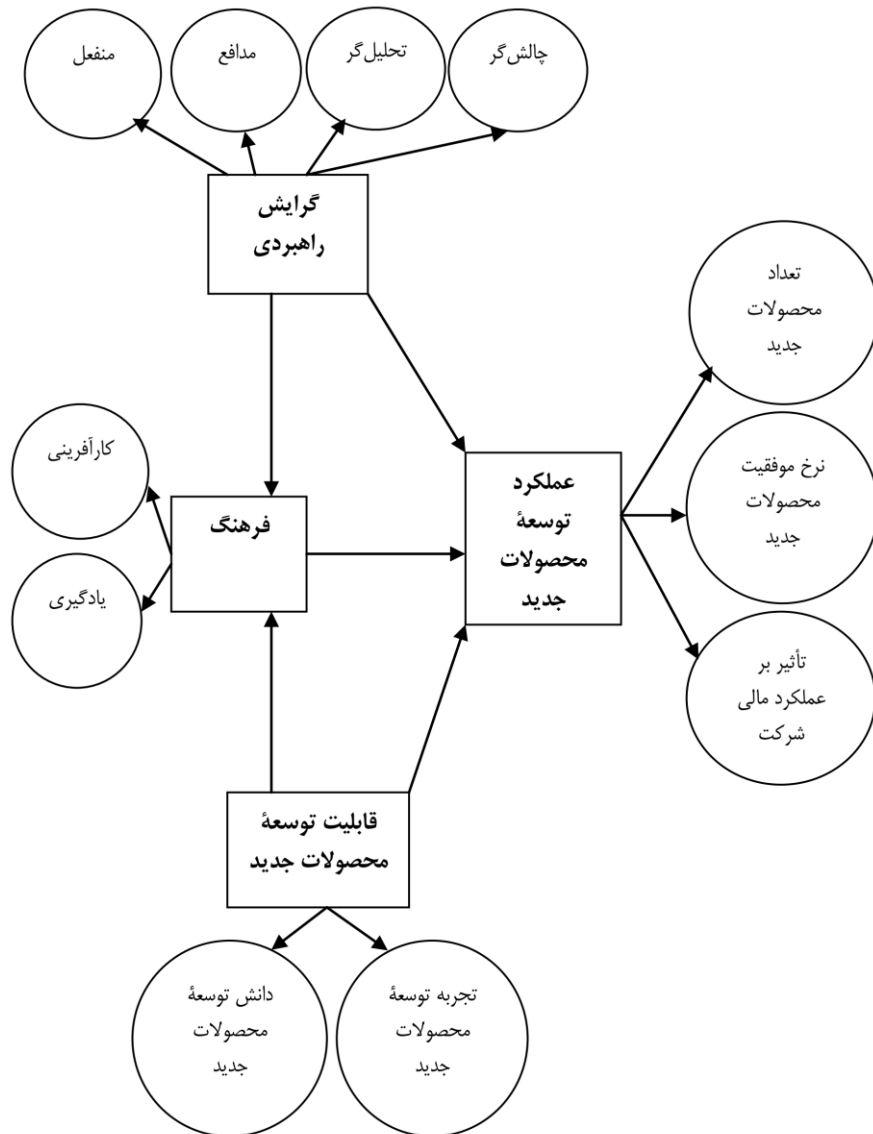 چالش‌گر
تحلیل‌گر
مدافع
منفعل
گرایش
راهبردی
تعداد
محصولات
جدید
نرخ موفقیت
محصولات
جدید
تأثیر بر
عملکرد مالی
شرکت
عملکرد
توسعهٔ
محصولات
جدید
فرهنگ
کارآفرینی
یادگیری
قابلیت توسعهٔ
محصولات جدید
تجربه توسعهٔ
محصولات
جدید
دانش توسعهٔ
محصولات
جدید